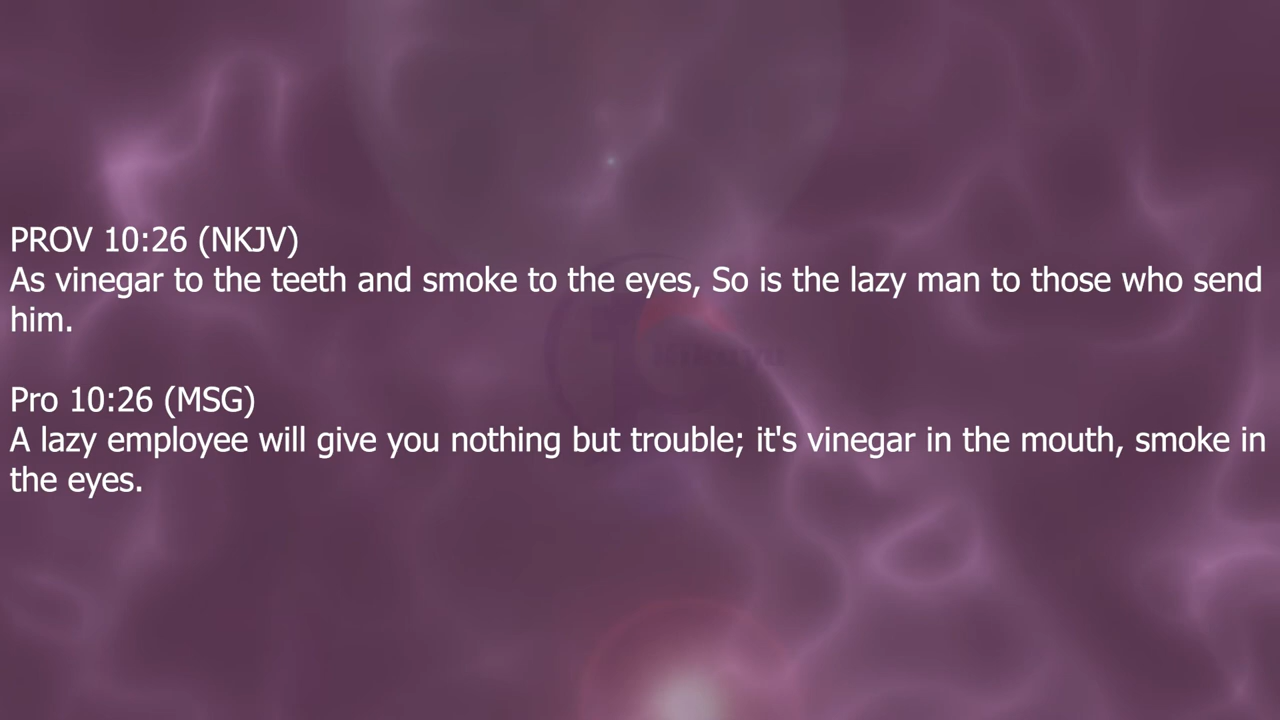 PROV 10:26 (NKJV)
As vinegar to the teeth and smoke to the eyes, So is the lazy man to those who send
him.
Pro 10:26 (MSG)
A lazy employee will give you nothing but trouble; it's vinegar in the mouth, smoke in
the eyes.